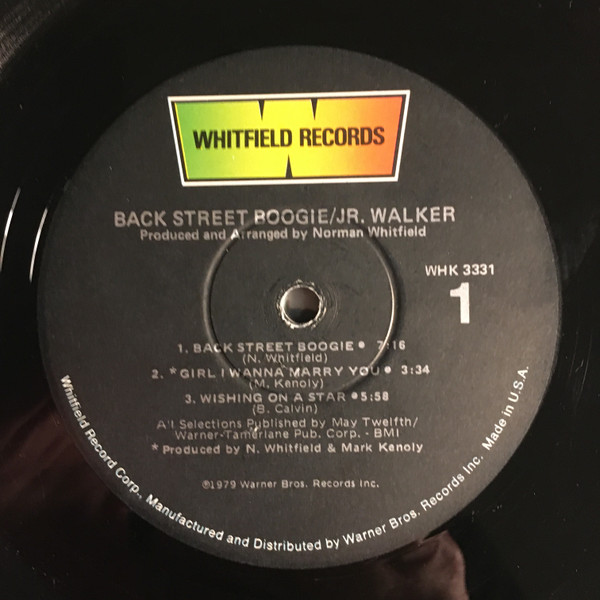 WHITFIELD RECORDS
BACK STREET BOOGIE/JR. WALKER
Produced and Arranged by Norman Whitfield
WHK 3331
1
1. BACK STREET BOOGIE • 7:16
(N. Whitfield)
2. *GIRL I WANNA MARRY YOU • 3:34
(M. Kenoly)
3. WISHING ON A STAR •5:58
(B. Calvin)
All Selections Published by May Twelfth/
Warner-Tamerlane Pub. Corp. - BMI
*Produced by N. Whitfield & Mark Kenoly
℗1979 Warner Bros. Records Inc.
Whitfield Record Corp., Manufactured and Distributed by Warner Bros. Records Inc. Made in U.S.A.